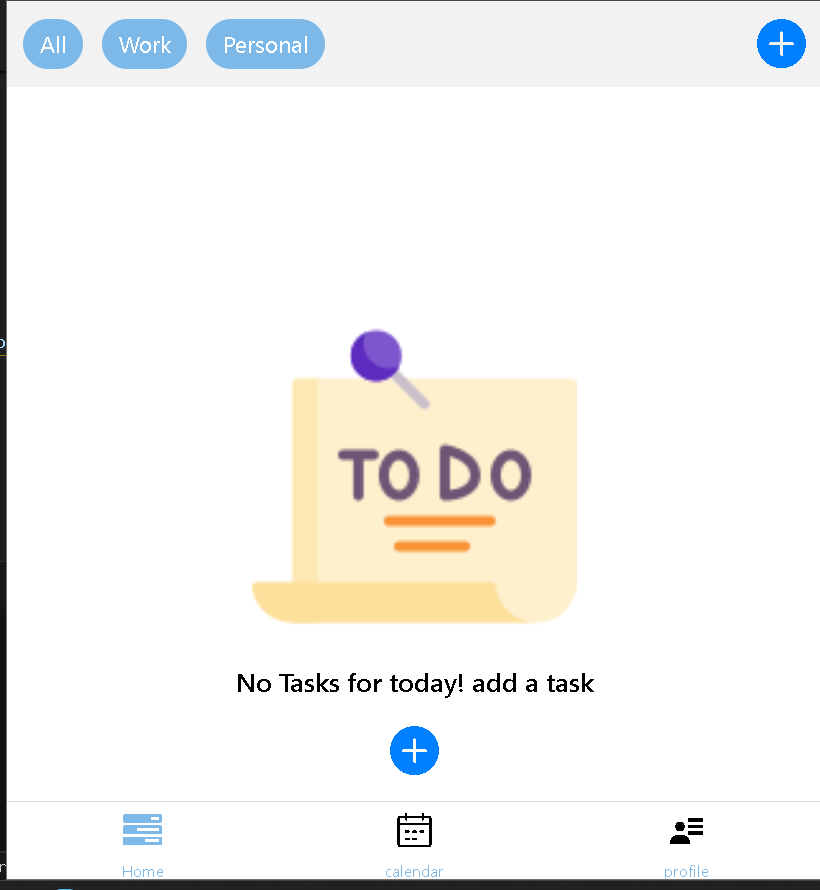 All Work Personal
TO DO
No Tasks for today! add a task
Home calendar profile